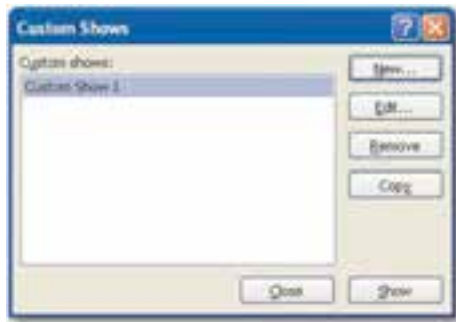 Custom Shows
Custom shows:
Custom Show 1
New...
Edit...
Remove
Copy
Close
Show